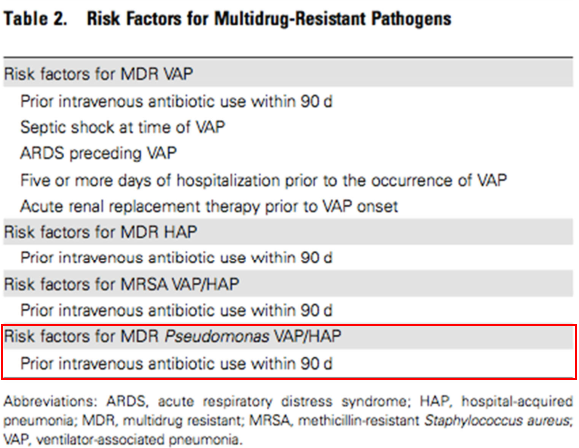 Table 2. Risk Factors for Multidrug-Resistant Pathogens
Risk factors for MDR VAP
Prior intravenous antibiotic use within 90 d
Septic shock at time of VAP
ARDS preceding VAP
Five or more days of hospitalization prior to the occurrence of VAP
Acute renal replacement therapy prior to VAP onset
Risk factors for MDR HAP
Prior intravenous antibiotic use within 90 d
Risk factors for MRSA VAP/HAP
Prior intravenous antibiotic use within 90 d
Risk factors for MDR Pseudomonas VAP/HAP
Prior intravenous antibiotic use within 90 d
Abbreviations: ARDS, acute respiratory distress syndrome; HAP, hospital-acquired
pneumonia; MDR, multidrug resistant; MRSA, methicillin-resistant Staphylococcus aureus;
VAP, ventilator-associated pneumonia.